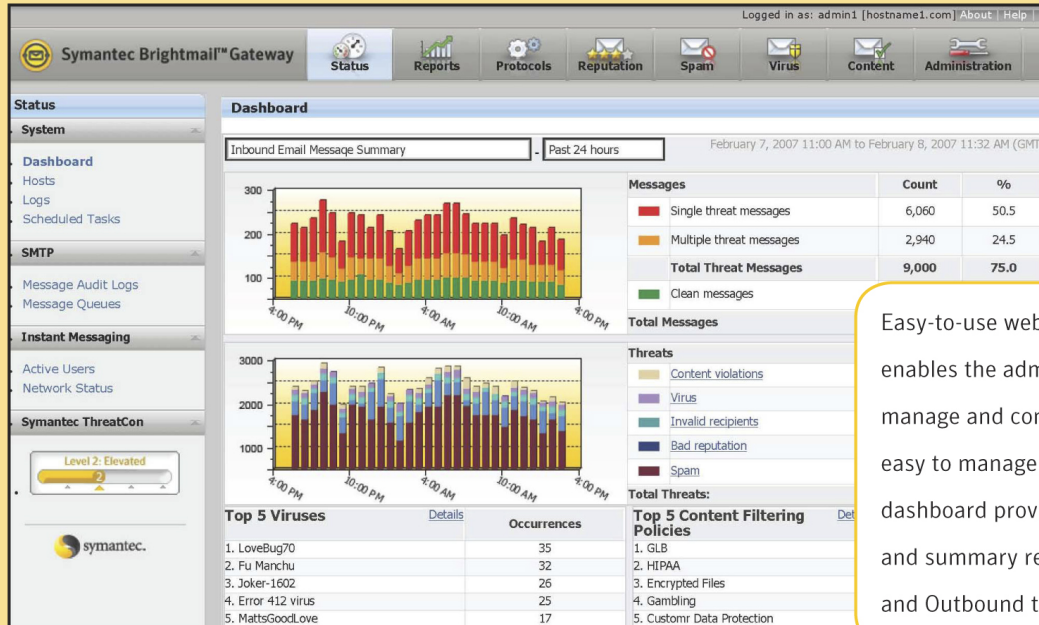 Logged in as: admin1 [hostname1.com] About | Help |
Symantec Brightmail™ Gateway
Status
Reports
Protocols
Reputation
Spam
Virus
Content
Administration
Status
System
Dashboard
Hosts
Logs
Scheduled Tasks
SMTP
Message Audit Logs
Message Queues
Instant Messaging
Active Users
Network Status
Symantec ThreatCon
Level 2: Elevated
2
symantec.
Dashboard
Inbound Email Message Summary - Past 24 hours
February 7, 2007 11:00 AM to February 8, 2007 11:32 AM (GMT
300
200
100
4:00 PM
10:00 PM
4:00 AM
10:00 AM
4:00 PM
Messages Count %
Single threat messages 6,060 50.5
Multiple threat messages 2,940 24.5
Total Threat Messages 9,000 75.0
Clean messages
Total Messages
3000
2000
1000
4:00 PM
10:00 PM
4:00 AM
10:00 AM
4:00 PM
Threats
Content violations
Virus
Invalid recipients
Bad reputation
Spam
Total Threats:
Top 5 Viruses Details Occurrences
1. LoveBug70 35
2. Fu Manchu 32
3. Joker-1602 26
4. Error 412 virus 25
5. MattsGoodLove 17
Top 5 Content Filtering Policies Det
1. GLB
2. HIPAA
3. Encrypted Files
4. Gambling
5. Customr Data Protection
Easy-to-use web
enables the adm
manage and con
easy to manage
dashboard prov
and summary re
and Outbound t